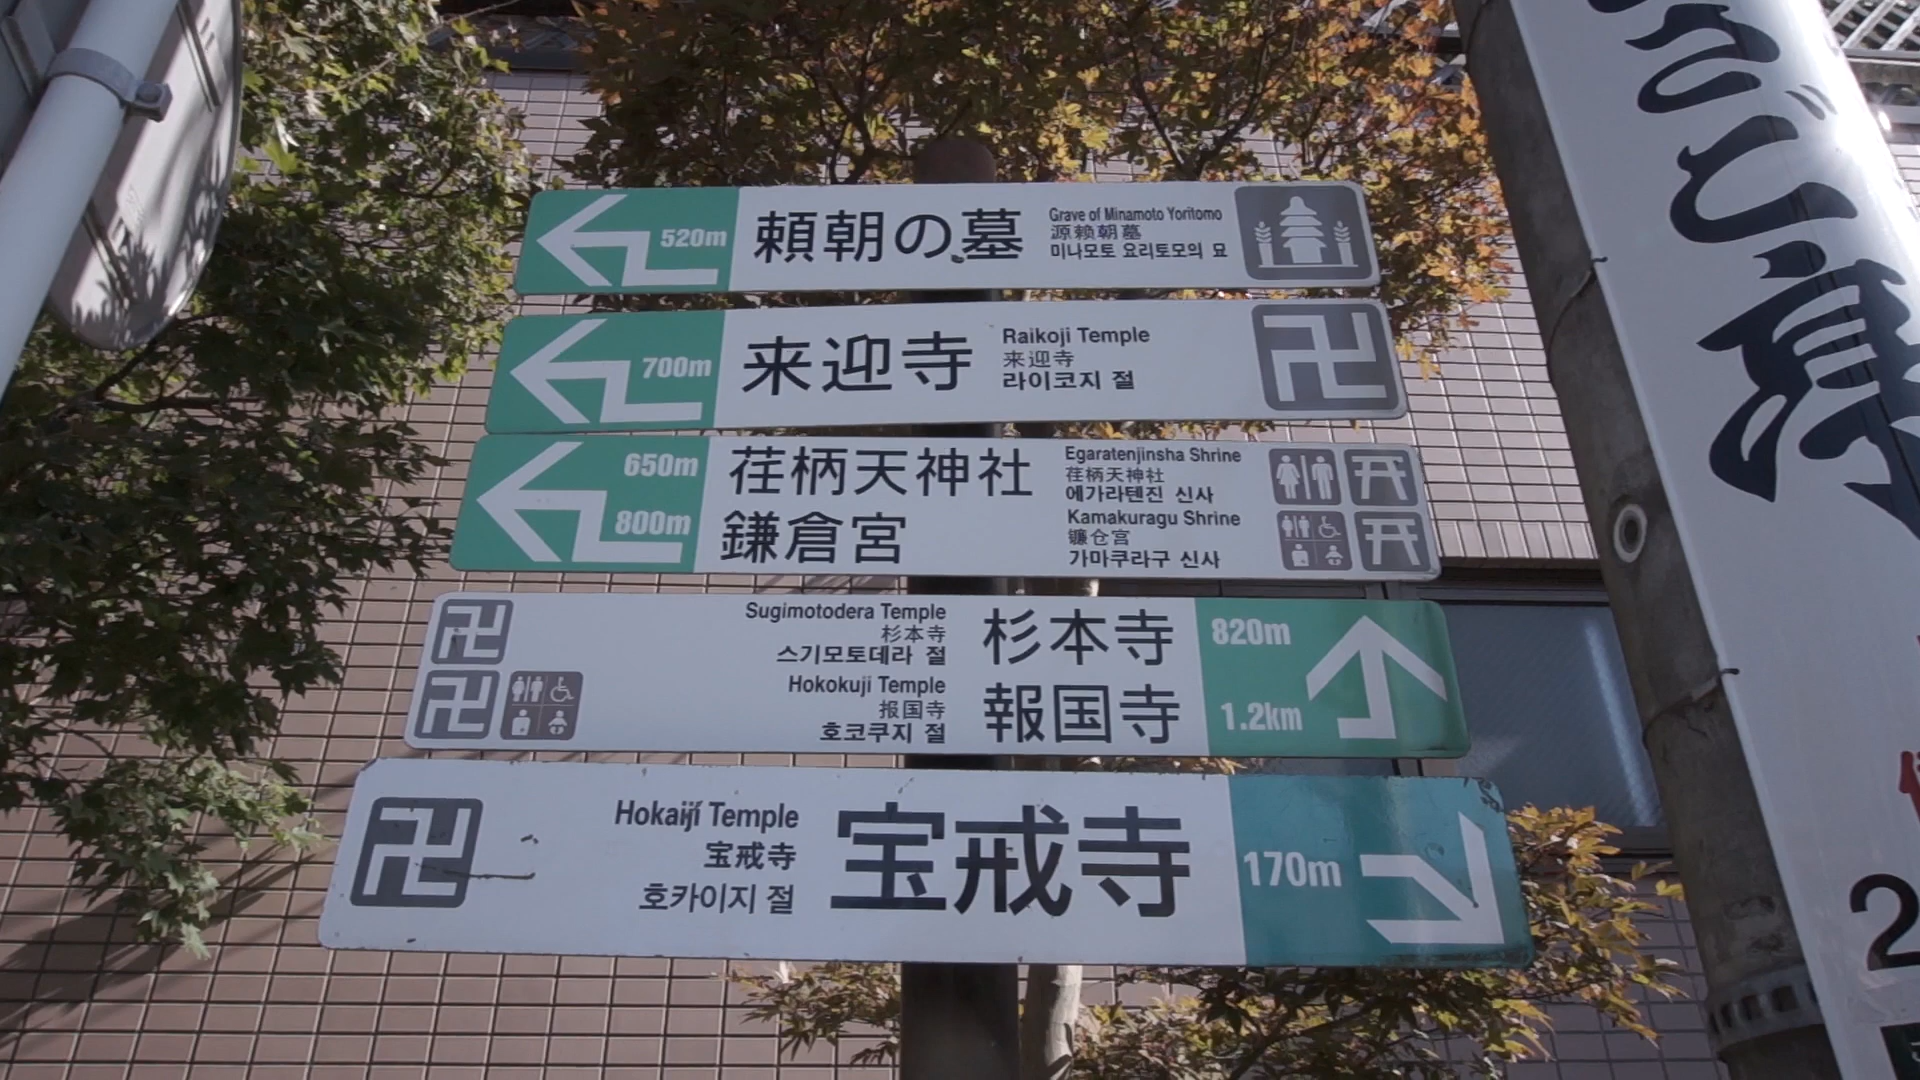 520m 頼朝の墓
Grave of Minamoto Yoritomo
源赖朝墓
미나모토 요리토모의 묘
700m 来迎寺
Raikoji Temple
来迎寺
라이코지 절
650m 荏柄天神社
Egaratenjinsha Shrine
荏柄天神社
에가라텐진 신사
800m 鎌倉宮
Kamakuragu Shrine
镰仓宫
가마쿠라구 신사
Sugimotodera Temple
杉本寺
스기모토데라 절
杉本寺 820m
Hokokuji Temple
报国寺
호코쿠지 절
報国寺 1.2km
Hokaiji Temple
宝戒寺
호카이지 절
宝戒寺 170m
2